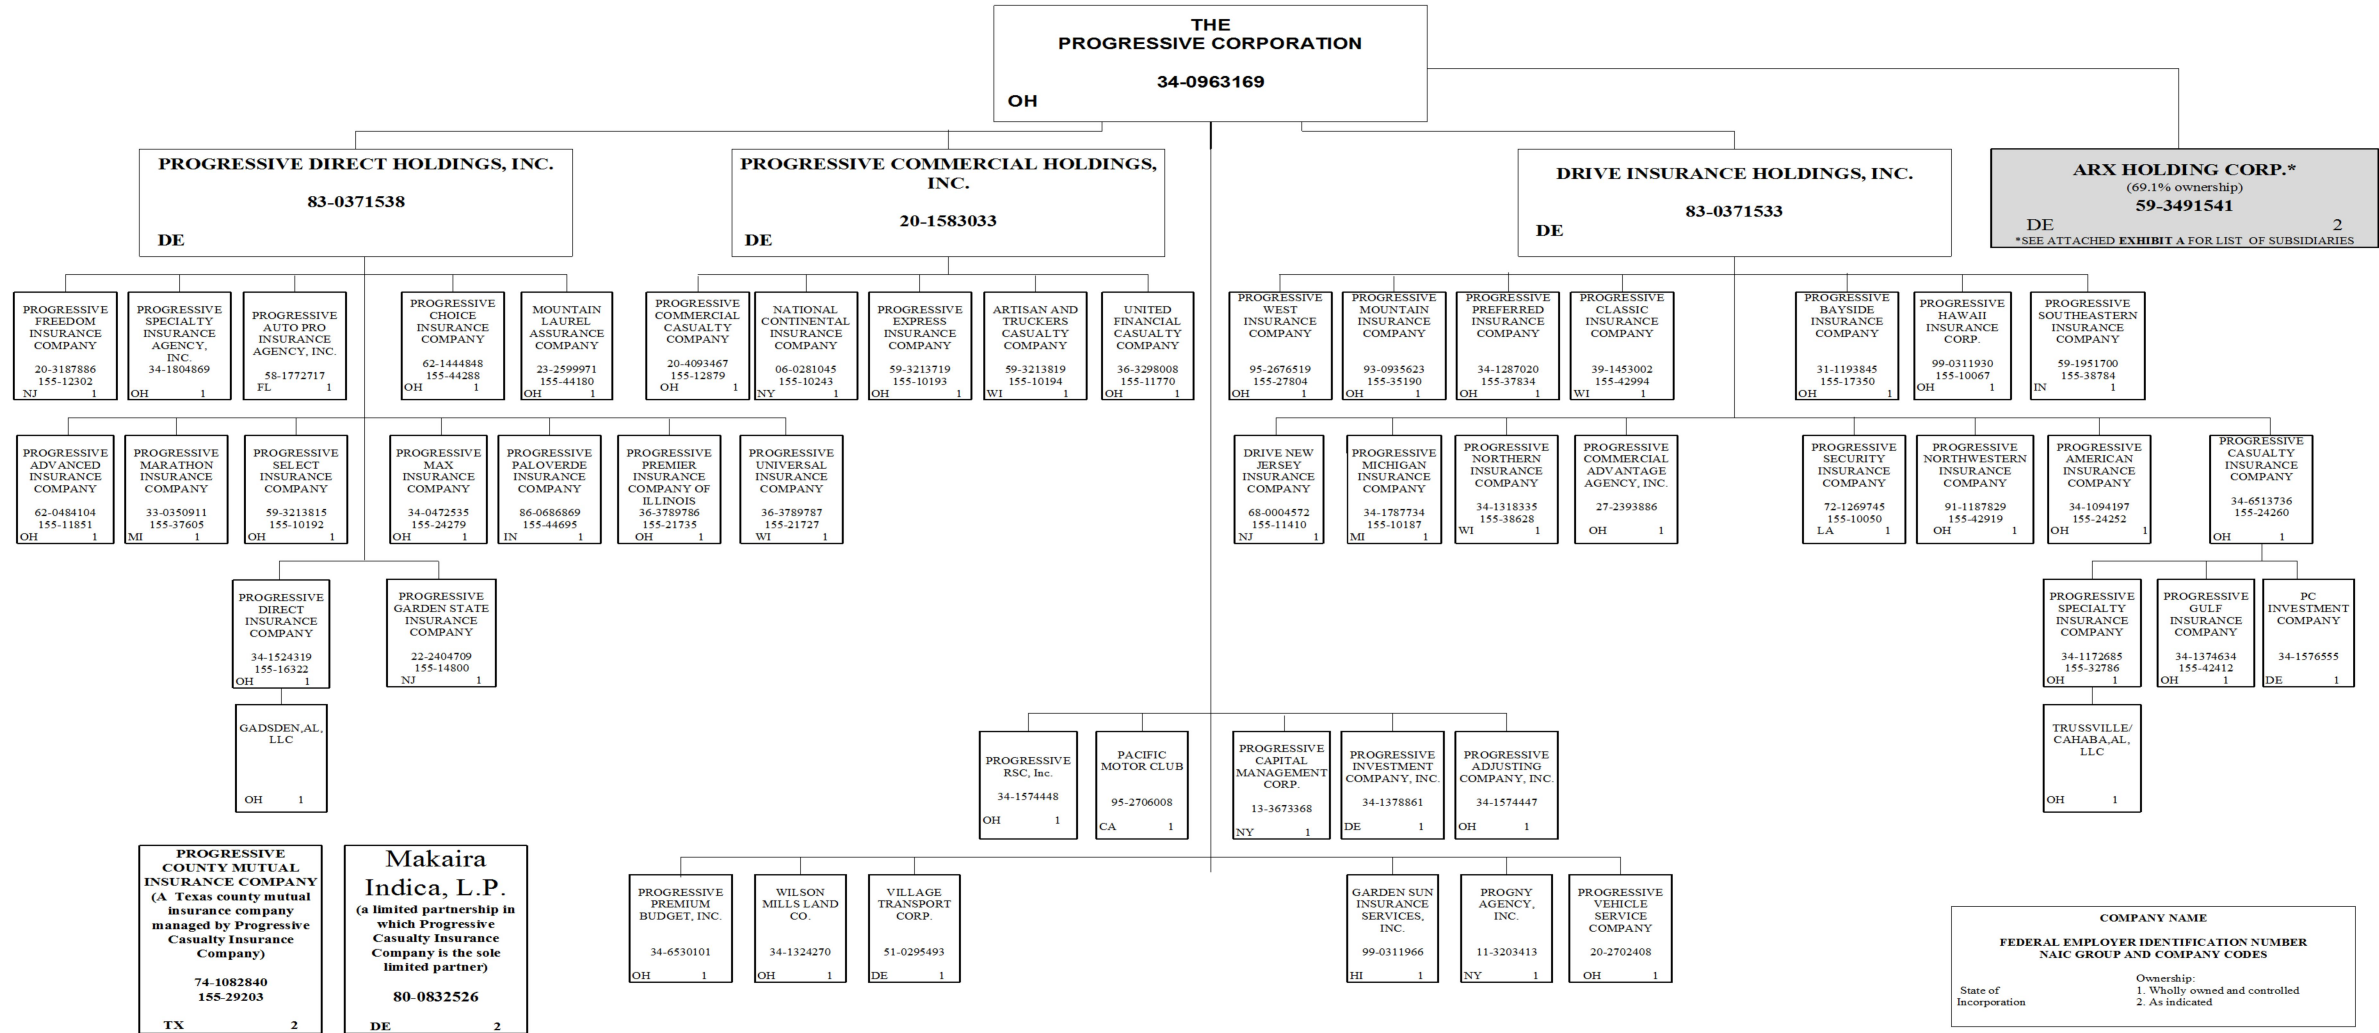 THE
PROGRESSIVE CORPORATION
34-0963169
OH
PROGRESSIVE DIRECT HOLDINGS, INC.
83-0371538
DE
PROGRESSIVE COMMERCIAL HOLDINGS,
INC.
20-1583033
DE
DRIVE INSURANCE HOLDINGS, INC.
83-0371533
DE
ARX HOLDING CORP.*
(69.1% ownership)
59-3491541
DE 2
*SEE ATTACHED EXHIBIT A FOR LIST OF SUBSIDIARIES
PROGRESSIVE
FREEDOM
INSURANCE
COMPANY
20-3187886
155-12302
NJ 1
PROGRESSIVE
SPECIALTY
INSURANCE
AGENCY,
INC.
34-1804869
OH 1
PROGRESSIVE
AUTO PRO
INSURANCE
AGENCY, INC.
58-1772717
FL 1
PROGRESSIVE
CHOICE
INSURANCE
COMPANY
62-1444848
155-44288
OH 1
MOUNTAIN
LAUREL
ASSURANCE
COMPANY
23-2599971
155-44180
OH 1
PROGRESSIVE
COMMERCIAL
CASUALTY
COMPANY
20-4093467
155-12879
OH 1
NATIONAL
CONTINENTAL
INSURANCE
COMPANY
06-0281045
155-10243
NY 1
PROGRESSIVE
EXPRESS
INSURANCE
COMPANY
59-3213719
155-10193
OH 1
ARTISAN AND
TRUCKERS
CASUALTY
COMPANY
59-3213819
155-10194
WI 1
UNITED
FINANCIAL
CASUALTY
COMPANY
36-3298008
155-11770
OH 1
PROGRESSIVE
WEST
INSURANCE
COMPANY
95-2676519
155-27804
OH 1
PROGRESSIVE
MOUNTAIN
INSURANCE
COMPANY
93-0935623
155-35190
OH 1
PROGRESSIVE
PREFERRED
INSURANCE
COMPANY
34-1287020
155-37834
OH 1
PROGRESSIVE
CLASSIC
INSURANCE
COMPANY
39-1453002
155-42994
WI 1
PROGRESSIVE
BAYSIDE
INSURANCE
COMPANY
31-1193845
155-17350
OH 1
PROGRESSIVE
HAWAII
INSURANCE
CORP.
99-0311930
155-10067
OH 1
PROGRESSIVE
SOUTHEASTERN
INSURANCE
COMPANY
59-1951700
155-38784
IN 1
PROGRESSIVE
ADVANCED
INSURANCE
COMPANY
62-0484104
155-11851
OH 1
PROGRESSIVE
MARATHON
INSURANCE
COMPANY
33-0350911
155-37605
MI 1
PROGRESSIVE
SELECT
INSURANCE
COMPANY
59-3213815
155-10192
OH 1
PROGRESSIVE
MAX
INSURANCE
COMPANY
34-0472535
155-24279
OH 1
PROGRESSIVE
PALOVERDE
INSURANCE
COMPANY
86-0686869
155-44695
IN 1
PROGRESSIVE
PREMIER
INSURANCE
COMPANY OF
ILLINOIS
36-3789786
155-21735
OH 1
PROGRESSIVE
UNIVERSAL
INSURANCE
COMPANY
36-3789787
155-21727
WI 1
DRIVE NEW
JERSEY
INSURANCE
COMPANY
68-0004572
155-11410
NJ 1
PROGRESSIVE
MICHIGAN
INSURANCE
COMPANY
34-1787734
155-10187
MI 1
PROGRESSIVE
NORTHERN
INSURANCE
COMPANY
34-1318335
155-38628
WI 1
PROGRESSIVE
COMMERCIAL
ADVANTAGE
AGENCY, INC.
27-2393886
OH 1
PROGRESSIVE
SECURITY
INSURANCE
COMPANY
72-1269745
155-10050
LA 1
PROGRESSIVE
NORTHWESTERN
INSURANCE
COMPANY
91-1187829
155-42919
OH 1
PROGRESSIVE
AMERICAN
INSURANCE
COMPANY
34-1094197
155-24252
OH 1
PROGRESSIVE
CASUALTY
INSURANCE
COMPANY
34-6513736
155-24260
OH 1
PROGRESSIVE
DIRECT
INSURANCE
COMPANY
34-1524319
155-16322
OH 1
PROGRESSIVE
GARDEN STATE
INSURANCE
COMPANY
22-2404709
155-14800
NJ 1
PROGRESSIVE
SPECIALTY
INSURANCE
COMPANY
34-1172685
155-32786
OH 1
PROGRESSIVE
GULF
INSURANCE
COMPANY
34-1374634
155-42412
OH 1
PC
INVESTMENT
COMPANY
34-1576555
DE 1
GADSDEN,AL,
LLC
OH 1
TRUSSVILLE/
CAHABA,AL,
LLC
OH 1
PROGRESSIVE
RSC, Inc.
34-1574448
OH 1
PACIFIC
MOTOR CLUB
95-2706008
CA 1
PROGRESSIVE
CAPITAL
MANAGEMENT
CORP.
13-3673368
NY 1
PROGRESSIVE
INVESTMENT
COMPANY, INC.
34-1378861
DE 1
PROGRESSIVE
ADJUSTING
COMPANY, INC.
34-1574447
OH 1
PROGRESSIVE
COUNTY MUTUAL
INSURANCE COMPANY
(A Texas county mutual
insurance company
managed by Progressive
Casualty Insurance
Company)
74-1082840
155-29203
TX 2
Makaira
Indica, L.P.
(a limited partnership in
which Progressive
Casualty Insurance
Company is the sole
limited partner)
80-0832526
DE 2
PROGRESSIVE
PREMIUM
BUDGET, INC.
34-6530101
OH 1
WILSON
MILLS LAND
CO.
34-1324270
OH 1
VILLAGE
TRANSPORT
CORP.
51-0295493
DE 1
GARDEN SUN
INSURANCE
SERVICES,
INC.
99-0311966
HI 1
PROGNY
AGENCY,
INC.
11-3203413
NY 1
PROGRESSIVE
VEHICLE
SERVICE
COMPANY
20-2702408
OH 1
COMPANY NAME
FEDERAL EMPLOYER IDENTIFICATION NUMBER
NAIC GROUP AND COMPANY CODES
Ownership:
State of 1. Wholly owned and controlled
Incorporation 2. As indicated